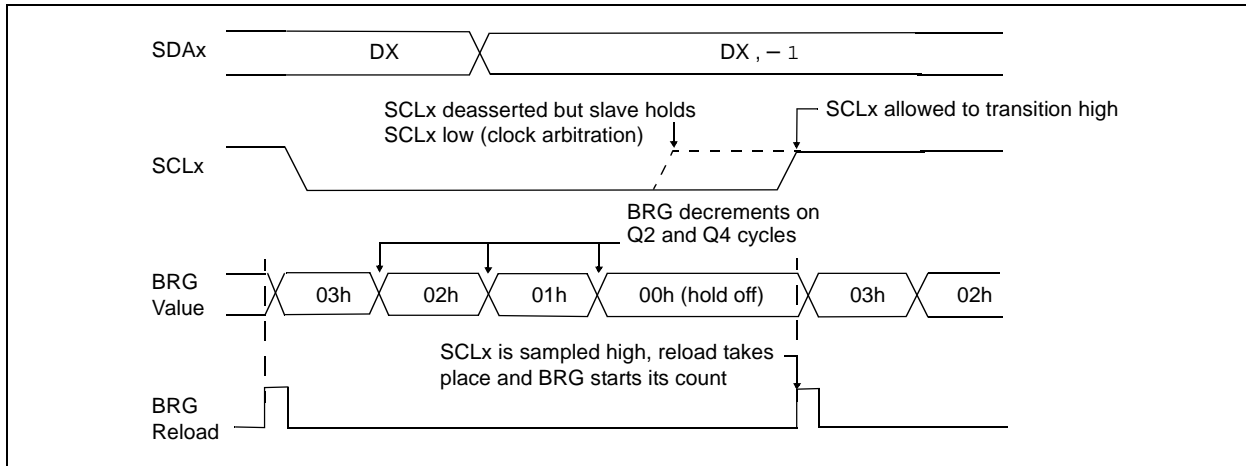 SDAx
DX
DX , – 1
SCLx deasserted but slave holds
SCLx low (clock arbitration)
SCLx allowed to transition high
SCLx
BRG decrements on
Q2 and Q4 cycles
BRG
Value
03h
02h
01h
00h (hold off)
03h
02h
SCLx is sampled high, reload takes
place and BRG starts its count
BRG
Reload